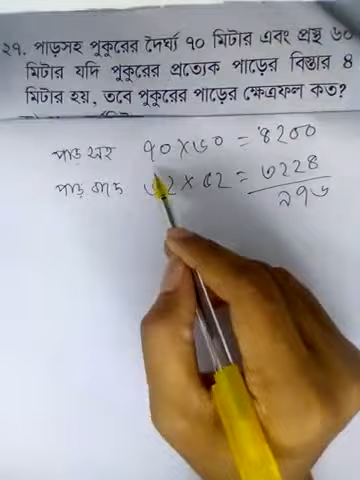 ২৭. পাড়সহ পুকুরের দৈর্ঘ্য ৭০ মিটার এবং প্রস্থ ৬০
মিটার যদি পুকুরের প্রত্যেক পাড়ের বিস্তার ৪
মিটার হয়, তবে পুকুরের পাড়ের ক্ষেত্রফল কত?
পাড় সহ ৭০ × ৬০ = ৪২০০
পাড় বাদে ৬২ × ৫২ = ৩২২৪
৯৭৬